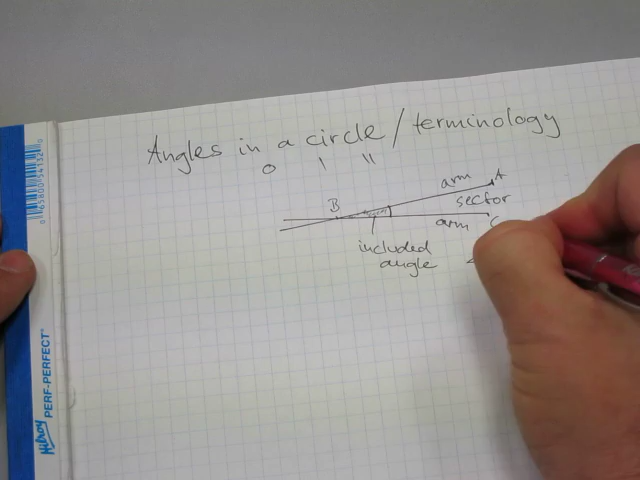 Angles in a circle / terminology
° ' "
arm A
B sector
arm C
included
angle
Hilroy PERF-PERFECT